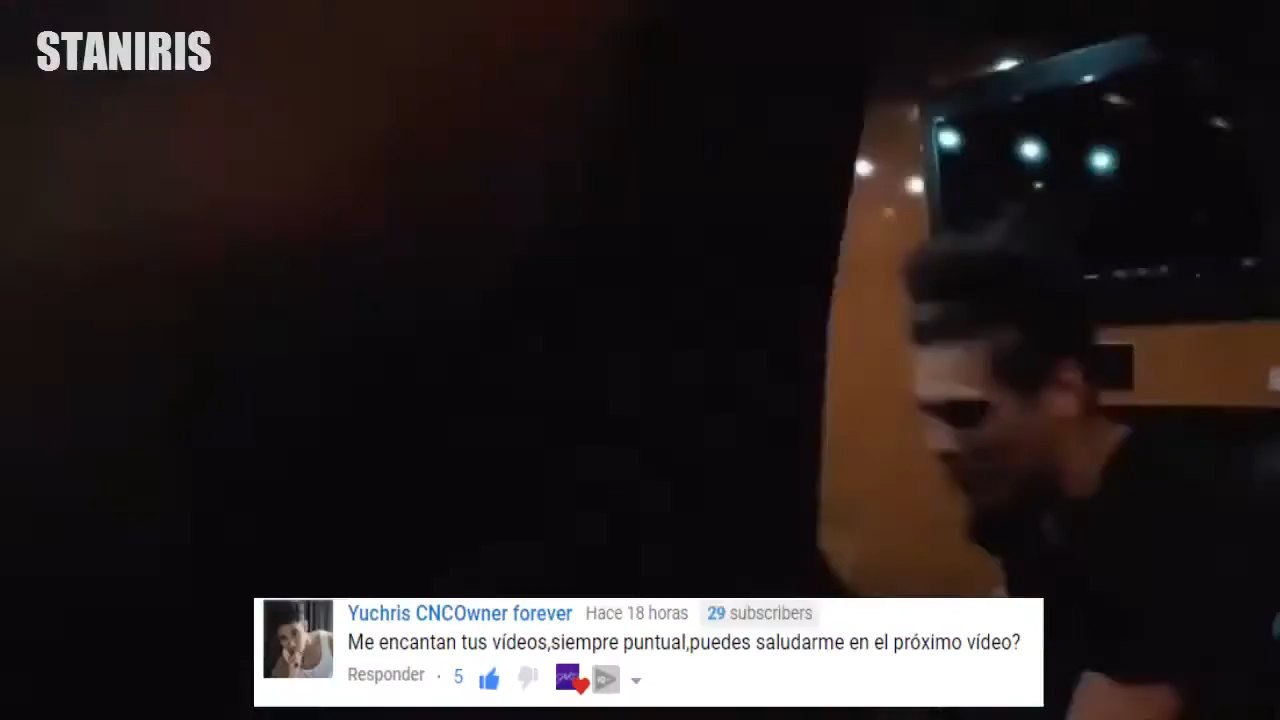 STANIRIS
Yuchris CNCOwner forever Hace 18 horas 29 subscribers
Me encantan tus vídeos,siempre puntual,puedes saludarme en el próximo vídeo?
Responder · 5